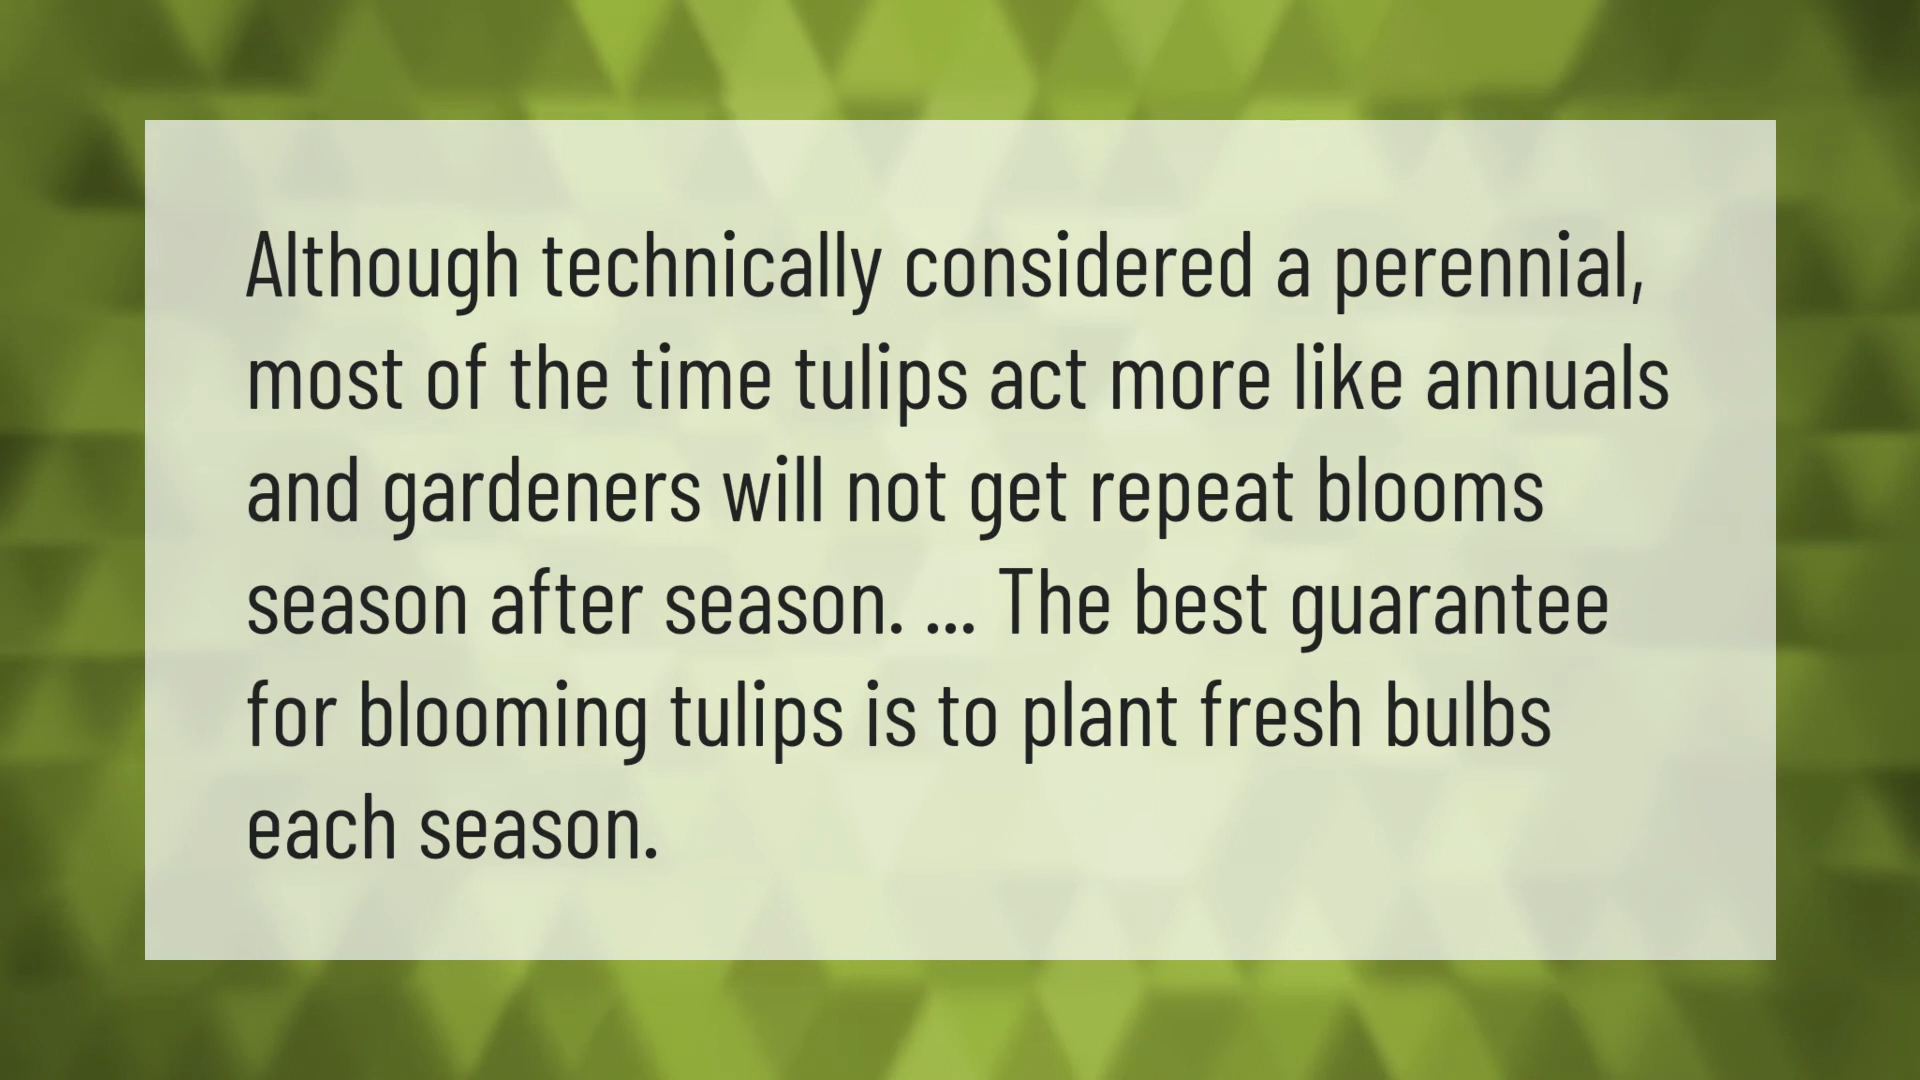 Although technically considered a perennial,
most of the time tulips act more like annuals
and gardeners will not get repeat blooms
season after season. ... The best guarantee
for blooming tulips is to plant fresh bulbs
each season.